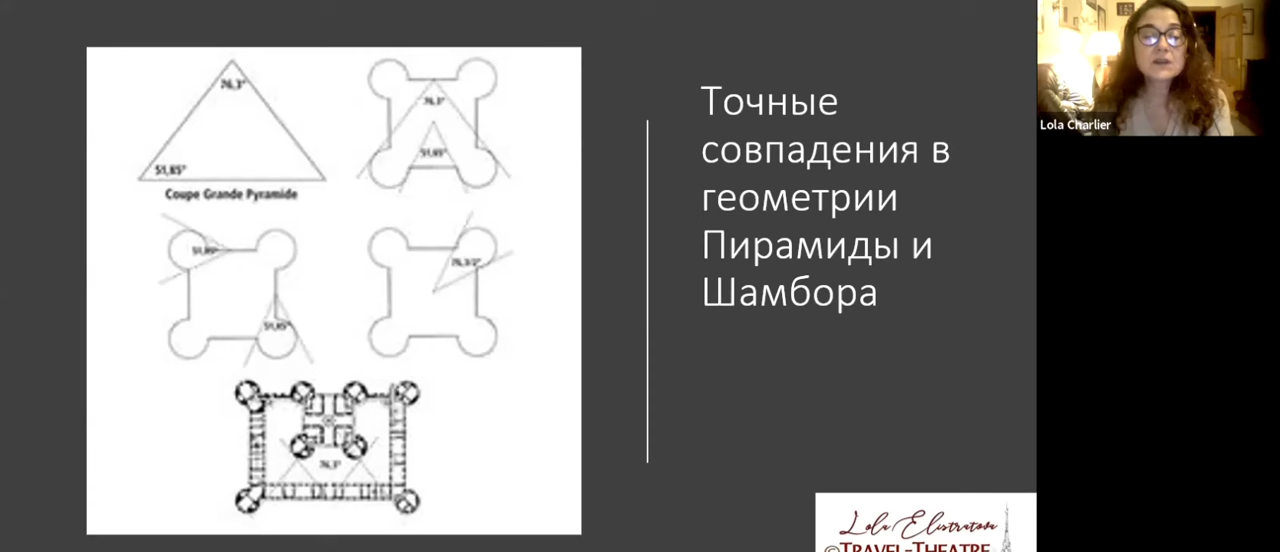 76,3°
51,85°
Coupe Grande Pyramide
76,3°
51,85°
51,85°
51,85°
76,3/2°
76,3°
Точные
совпадения в
геометрии
Пирамиды и
Шамбора
Lola Charlier
Lola Elistratova
©TRAVEL-THEATRE